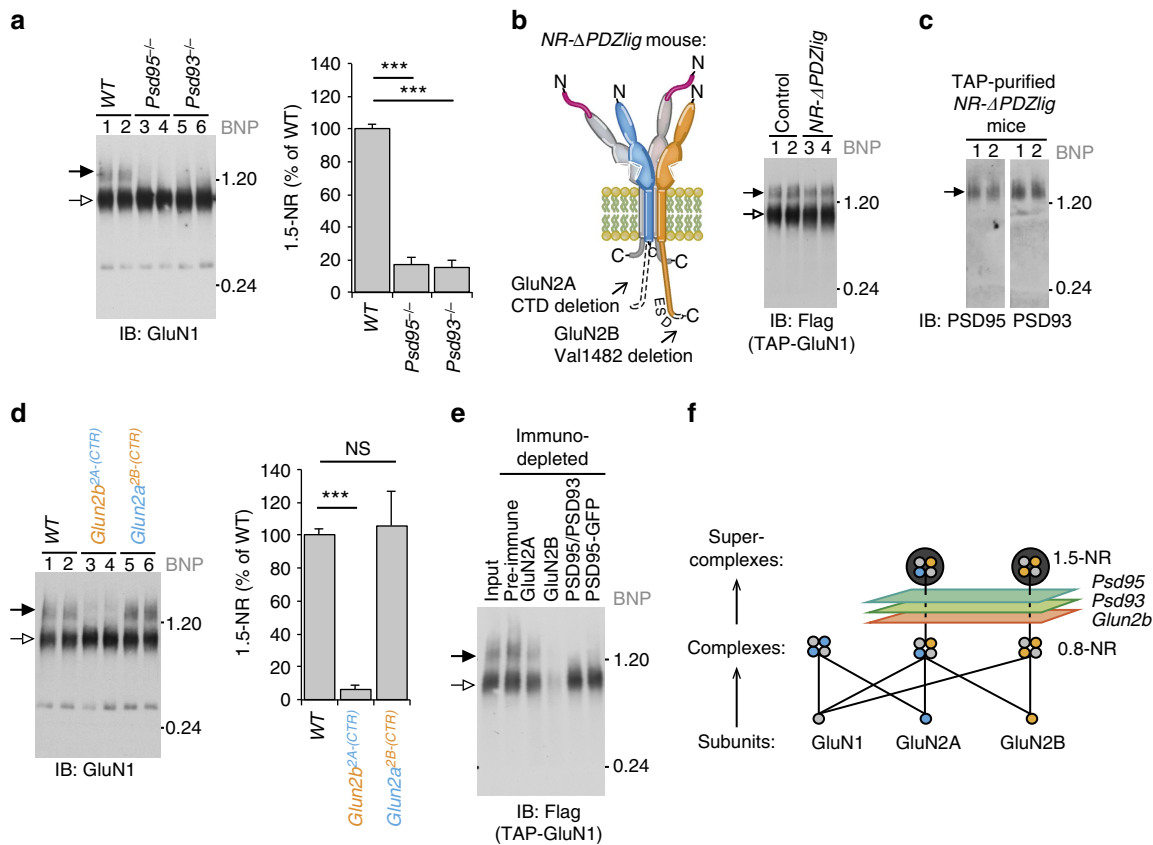 a
WT
Psd95–/–
Psd93–/–
1 2 3 4 5 6 BNP
1.20
0.24
IB: GluN1
1.5-NR (% of WT)
140
120
100
80
60
40
20
0
***
***
WT
Psd95–/–
Psd93–/–
b
NR-ΔPDZlig mouse:
N
N
N
N
C
C
C
E S D
C
GluN2A
CTD deletion
GluN2B
Val1482 deletion
Control
NR-ΔPDZlig
1 2 3 4 BNP
1.20
0.24
IB: Flag
(TAP-GluN1)
c
TAP-purified
NR-ΔPDZlig
mice
1 2 1 2 BNP
1.20
0.24
IB: PSD95 PSD93
d
WT
Glun2b2A-(CTR)
Glun2a2B-(CTR)
1 2 3 4 5 6 BNP
1.20
0.24
IB: GluN1
1.5-NR (% of WT)
140
120
100
80
60
40
20
0
NS
***
WT
Glun2b2A-(CTR)
Glun2a2B-(CTR)
e
Immuno-
depleted
Input
Pre-immune
GluN2A
GluN2B
PSD95/PSD93
PSD95-GFP
BNP
1.20
0.24
IB: Flag
(TAP-GluN1)
f
Super-
complexes:
1.5-NR
Psd95
Psd93
Glun2b
Complexes:
0.8-NR
Subunits: GluN1 GluN2A GluN2B